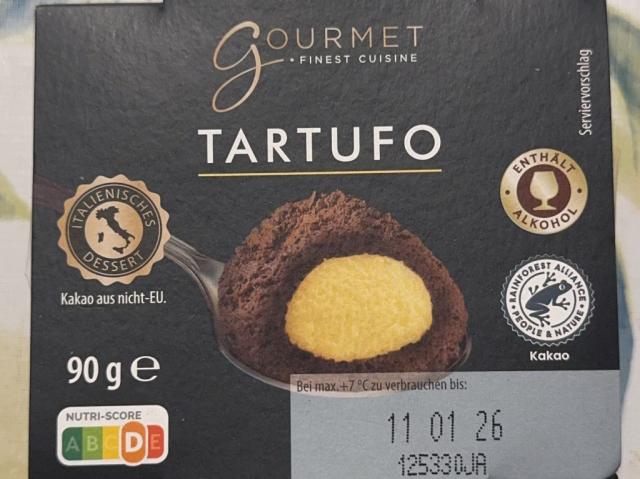 GOURMET
• FINEST CUISINE
TARTUFO
Serviervorschlag
ENTHÄLT
ALKOHOL
ITALIENISCHES
DESSERT
Kakao aus nicht-EU.
RAINFOREST ALLIANCE
PEOPLE & NATURE
Kakao
90 g e
NUTRI-SCORE
A B C D E
Bei max. +7 °C zu verbrauchen bis:
11 01 26
125330JA